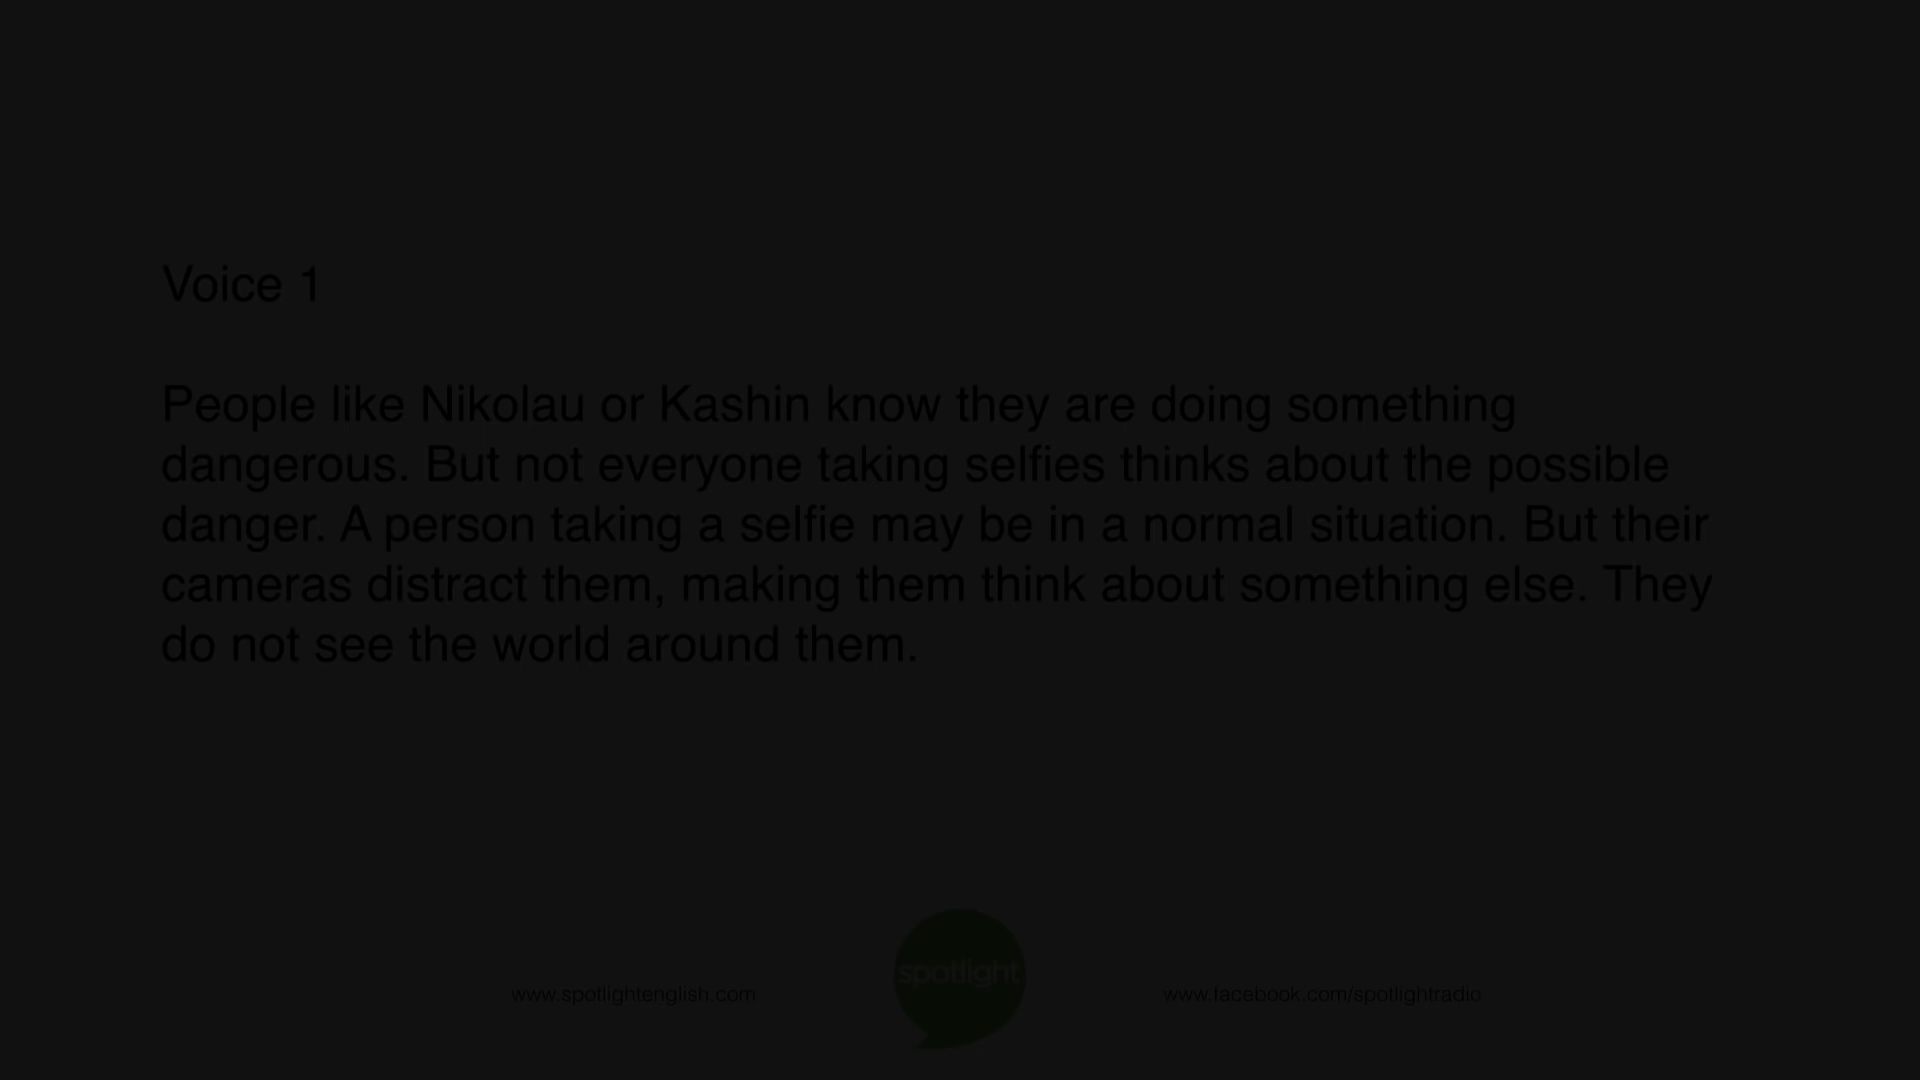 Voice 1
People like Nikolau or Kashin know they are doing something
dangerous. But not everyone taking selfies thinks about the possible
danger. A person taking a selfie may be in a normal situation. But their
cameras distract them, making them think about something else. They
do not see the world around them.
spotlight
www.spotlightenglish.com
www.facebook.com/spotlightradio